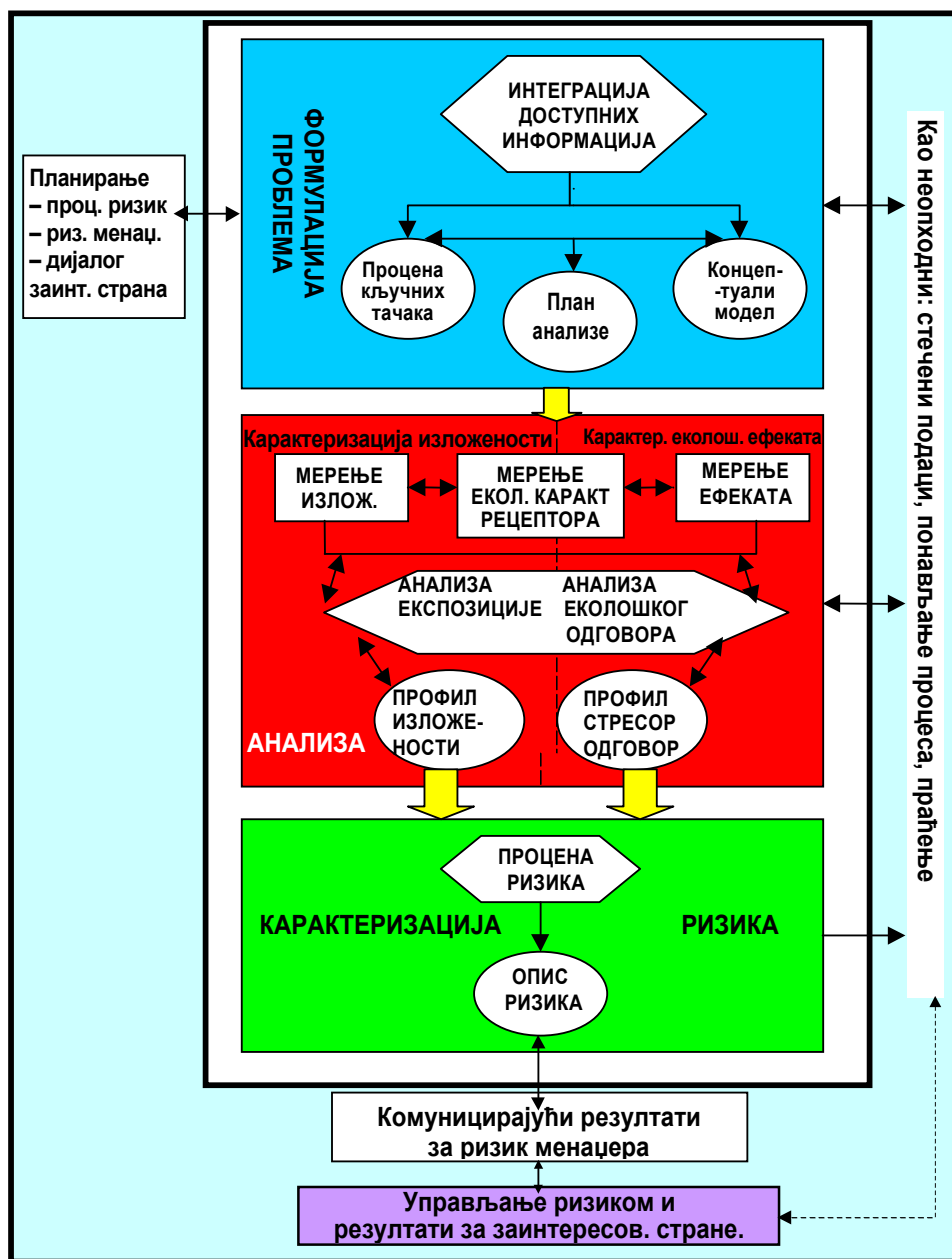 ИНТЕГРАЦИЈА
ДОСТУПНИХ
ИНФОРМАЦИЈА
ФОРМУЛАЦИЈА
ПРОБЛЕМА
Планирање
– проц. ризик
– риз. менаџ.
– дијалог
заинт. страна
Процена
кључних
тачака
План
анализе
Концеп-
-туали
модел
Као неопходни: стечени подаци, понављање процеса, праћење
Карактеризација изложености
Карактер. еколош. ефеката
МЕРЕЊЕ
ИЗЛОЖ.
МЕРЕЊЕ
ЕКОЛ. КАРАКТ
РЕЦЕПТОРА
МЕРЕЊЕ
ЕФЕКАТА
АНАЛИЗА
ЕКСПОЗИЦИЈЕ
АНАЛИЗА
ЕКОЛОШКОГ
ОДГОВОРА
ПРОФИЛ
ИЗЛОЖЕ-
НОСТИ
ПРОФИЛ
СТРЕСОР
ОДГОВОР
АНАЛИЗА
ПРОЦЕНА
РИЗИКА
КАРАКТЕРИЗАЦИЈА
РИЗИКА
ОПИС
РИЗИКА
Комуницирајући резултати
за ризик менаџера
Управљање ризиком и
резултати за заинтересов. стране.